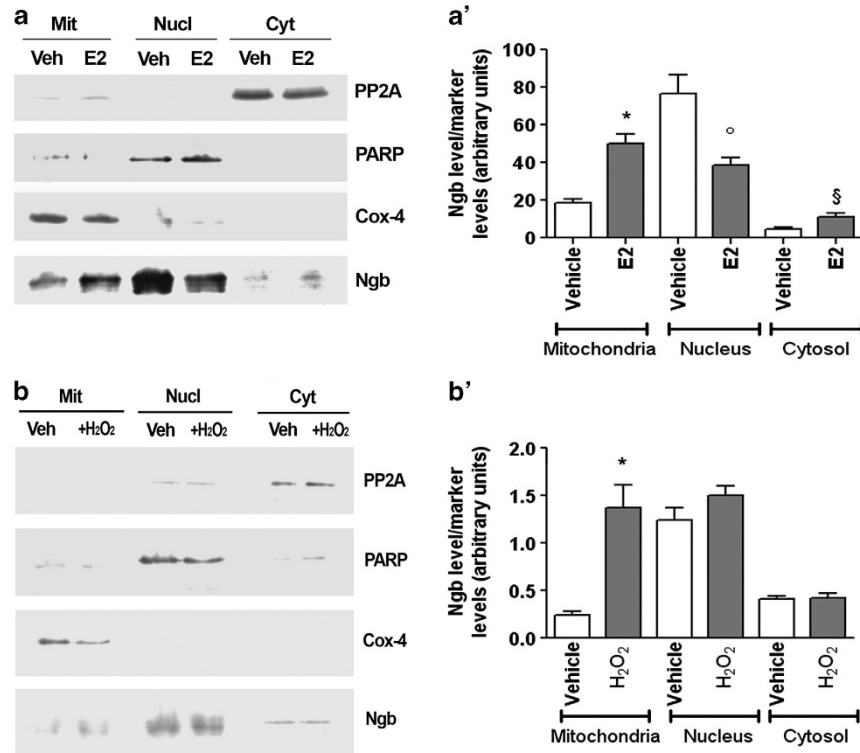 a
Mit Nucl Cyt
Veh E2 Veh E2 Veh E2
PP2A
PARP
Cox-4
Ngb
a’
Ngb level/marker
levels (arbitrary units)
100
80
60
40
20
0
* ° §
Vehicle E2 Vehicle E2 Vehicle E2
Mitochondria Nucleus Cytosol
b
Mit Nucl Cyt
Veh +H₂O₂ Veh +H₂O₂ Veh +H₂O₂
PP2A
PARP
Cox-4
Ngb
b’
Ngb level/marker
levels (arbitrary units)
2.0
1.5
1.0
0.5
0.0
*
Vehicle H₂O₂ Vehicle H₂O₂ Vehicle H₂O₂
Mitochondria Nucleus Cytosol